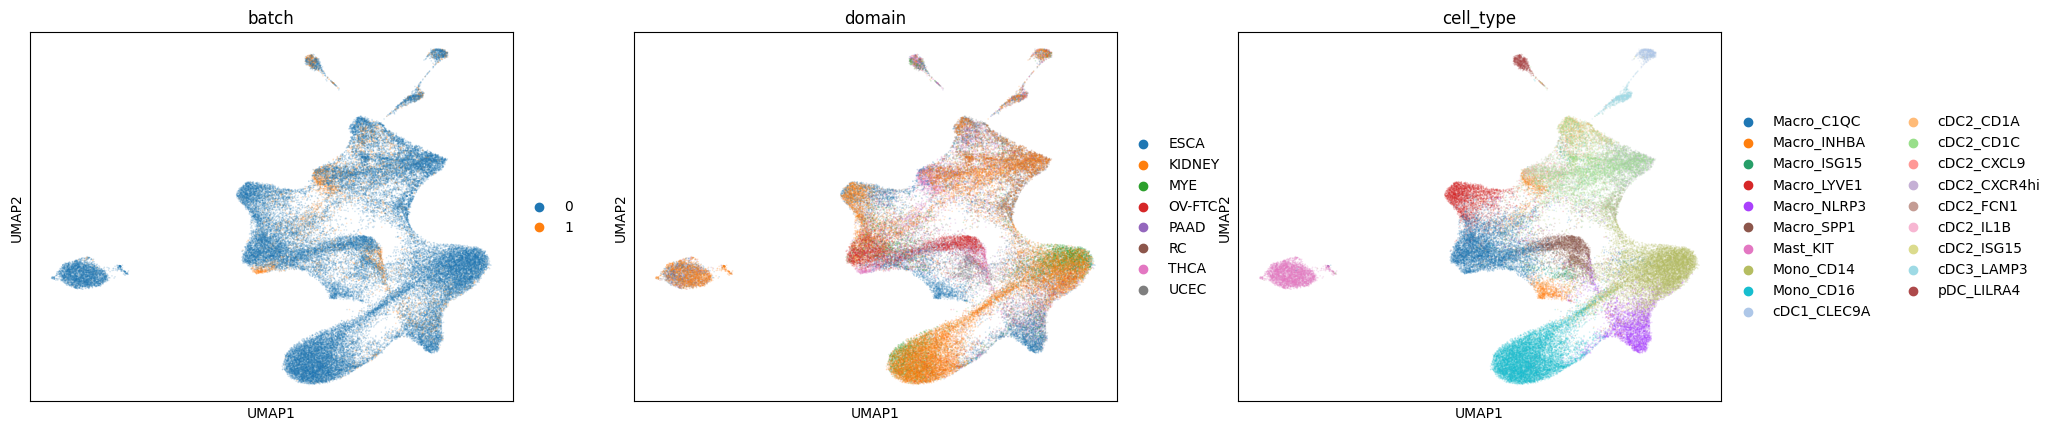 batch
UMAP2
UMAP1
0
1
domain
UMAP2
UMAP1
ESCA
KIDNEY
MYE
OV-FTC
PAAD
RC
THCA
UCEC
cell_type
UMAP2
UMAP1
Macro_C1QC
Macro_INHBA
Macro_ISG15
Macro_LYVE1
Macro_NLRP3
Macro_SPP1
Mast_KIT
Mono_CD14
Mono_CD16
cDC1_CLEC9A
cDC2_CD1A
cDC2_CD1C
cDC2_CXCL9
cDC2_CXCR4hi
cDC2_FCN1
cDC2_IL1B
cDC2_ISG15
cDC3_LAMP3
pDC_LILRA4